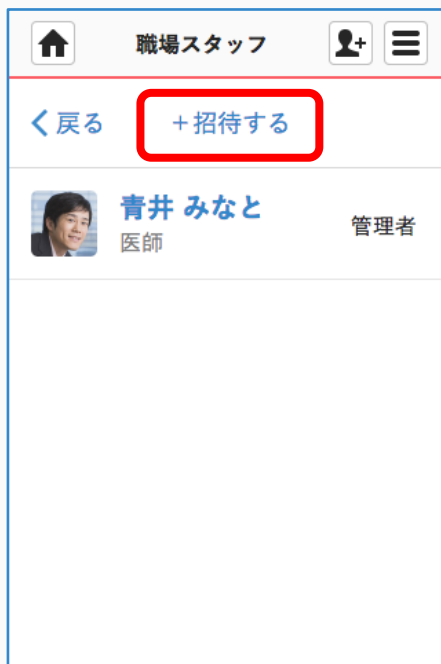 職場スタッフ
戻る ＋招待する
青井 みなと
医師
管理者